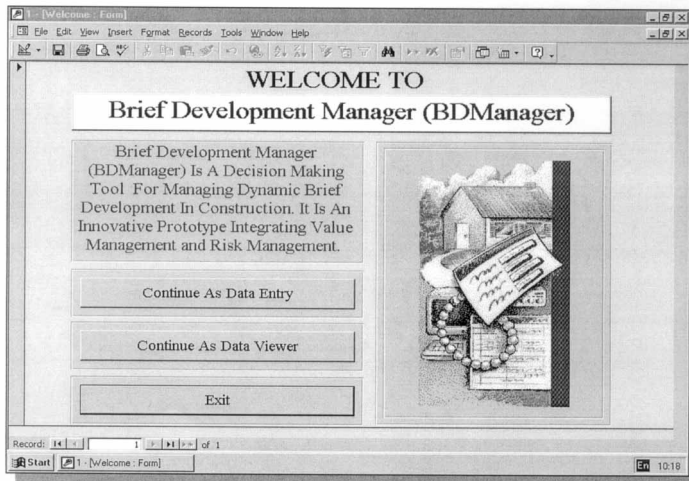 1 - [Welcome : Form]
File Edit View Insert Format Records Tools Window Help
WELCOME TO
Brief Development Manager (BDManager)
Brief Development Manager
(BDManager) Is A Decision Making
Tool For Managing Dynamic Brief
Development In Construction. It Is An
Innovative Prototype Integrating Value
Management and Risk Management.
Continue As Data Entry
Continue As Data Viewer
Exit
Record: 1 of 1
Start 1 - [Welcome : Form] En 10:18